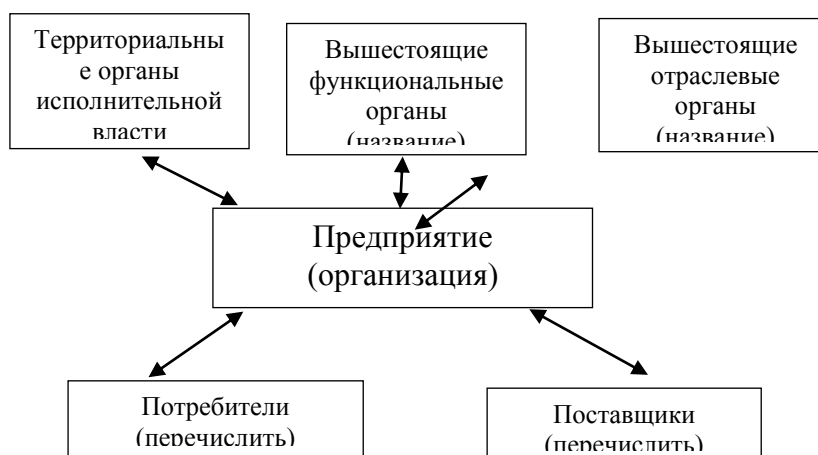 Территориальны
е органы
исполнительной
власти
Вышестоящие
функциональные
органы
(название)
Вышестоящие
отраслевые
органы
(название)
Предприятие
(организация)
Потребители
(перечислить)
Поставщики
(перечислить)